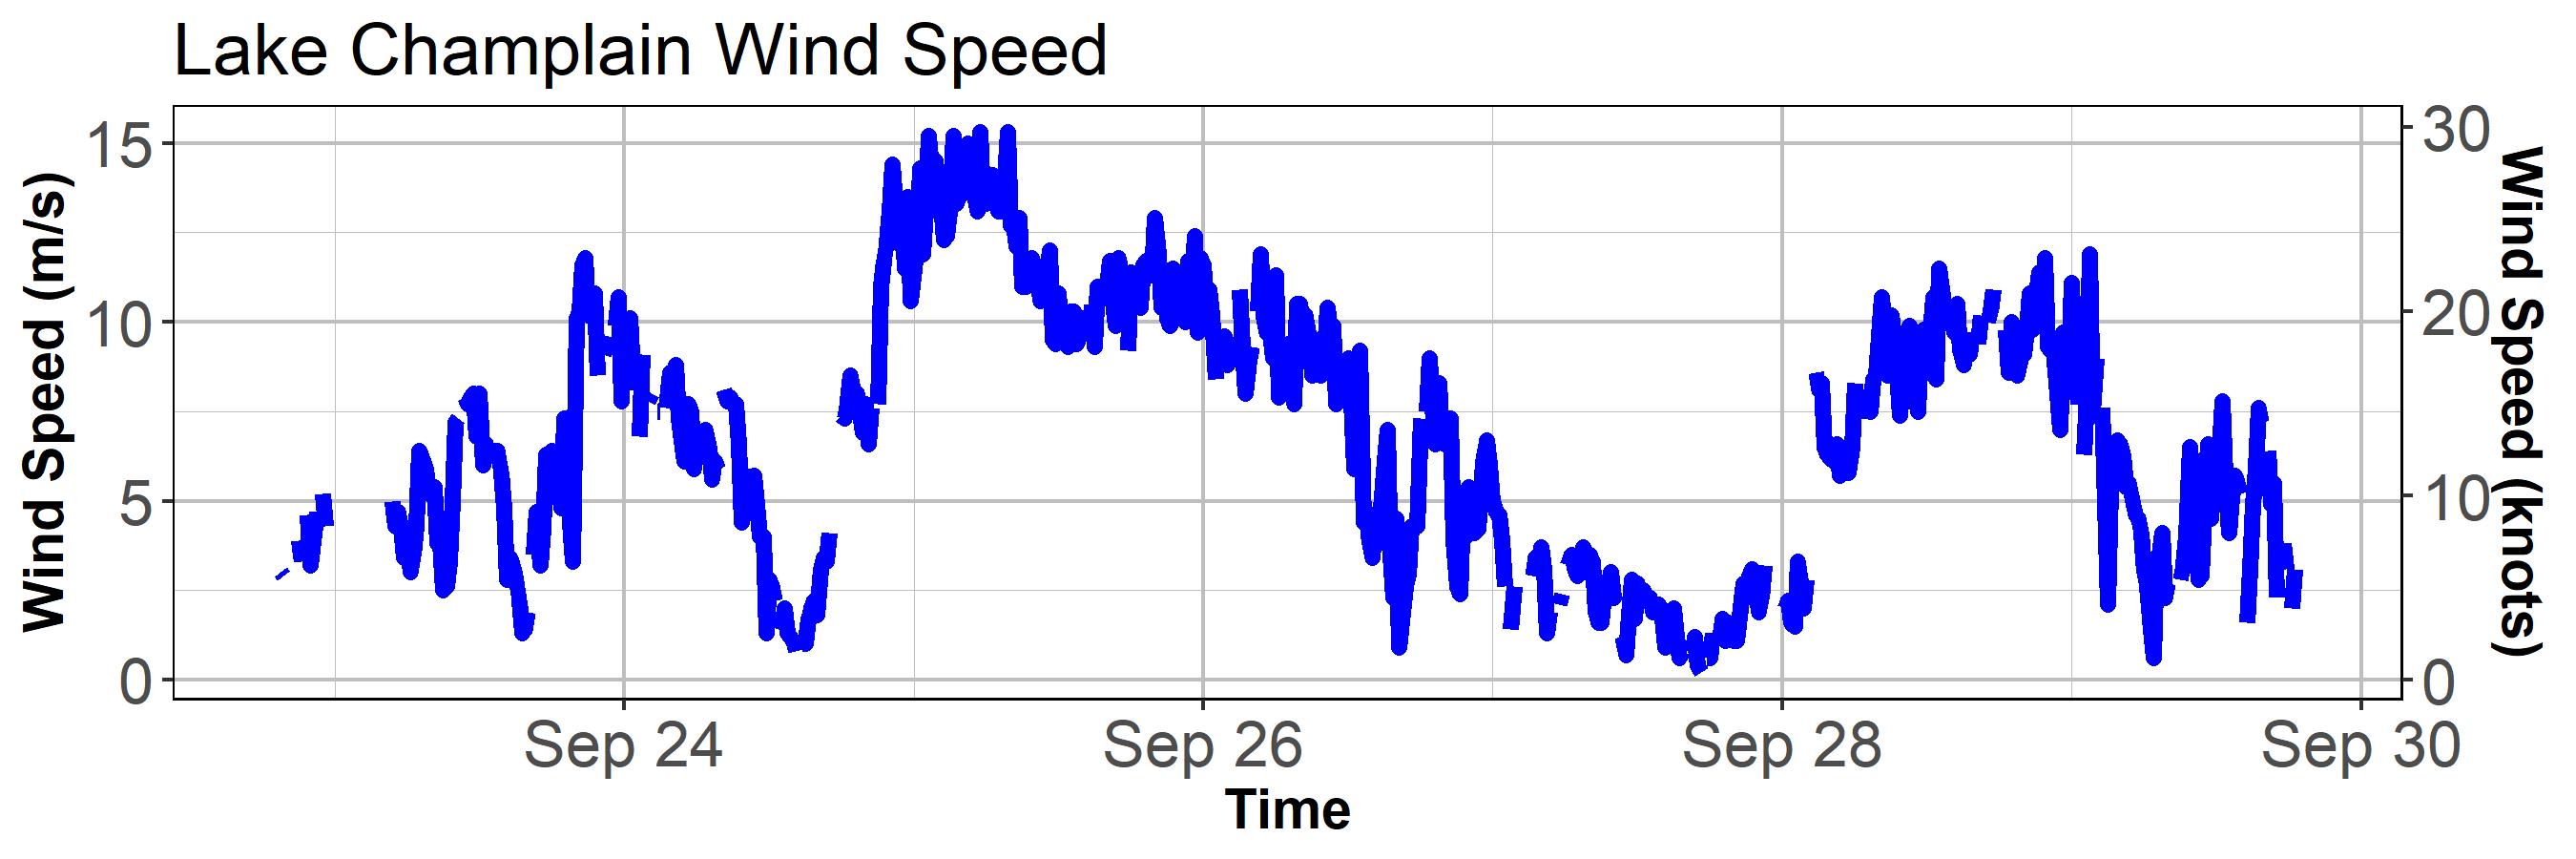 Lake Champlain Wind Speed
Wind Speed (m/s)
15
10
5
0
30
20
10
0
Wind Speed (knots)
Sep 24
Sep 26
Sep 28
Sep 30
Time